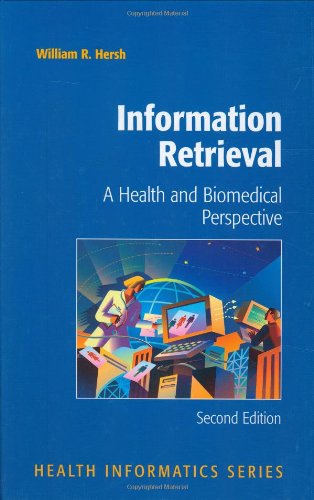 William R. Hersh
Information
Retrieval
A Health and Biomedical
Perspective
Second Edition
HEALTH INFORMATICS SERIES